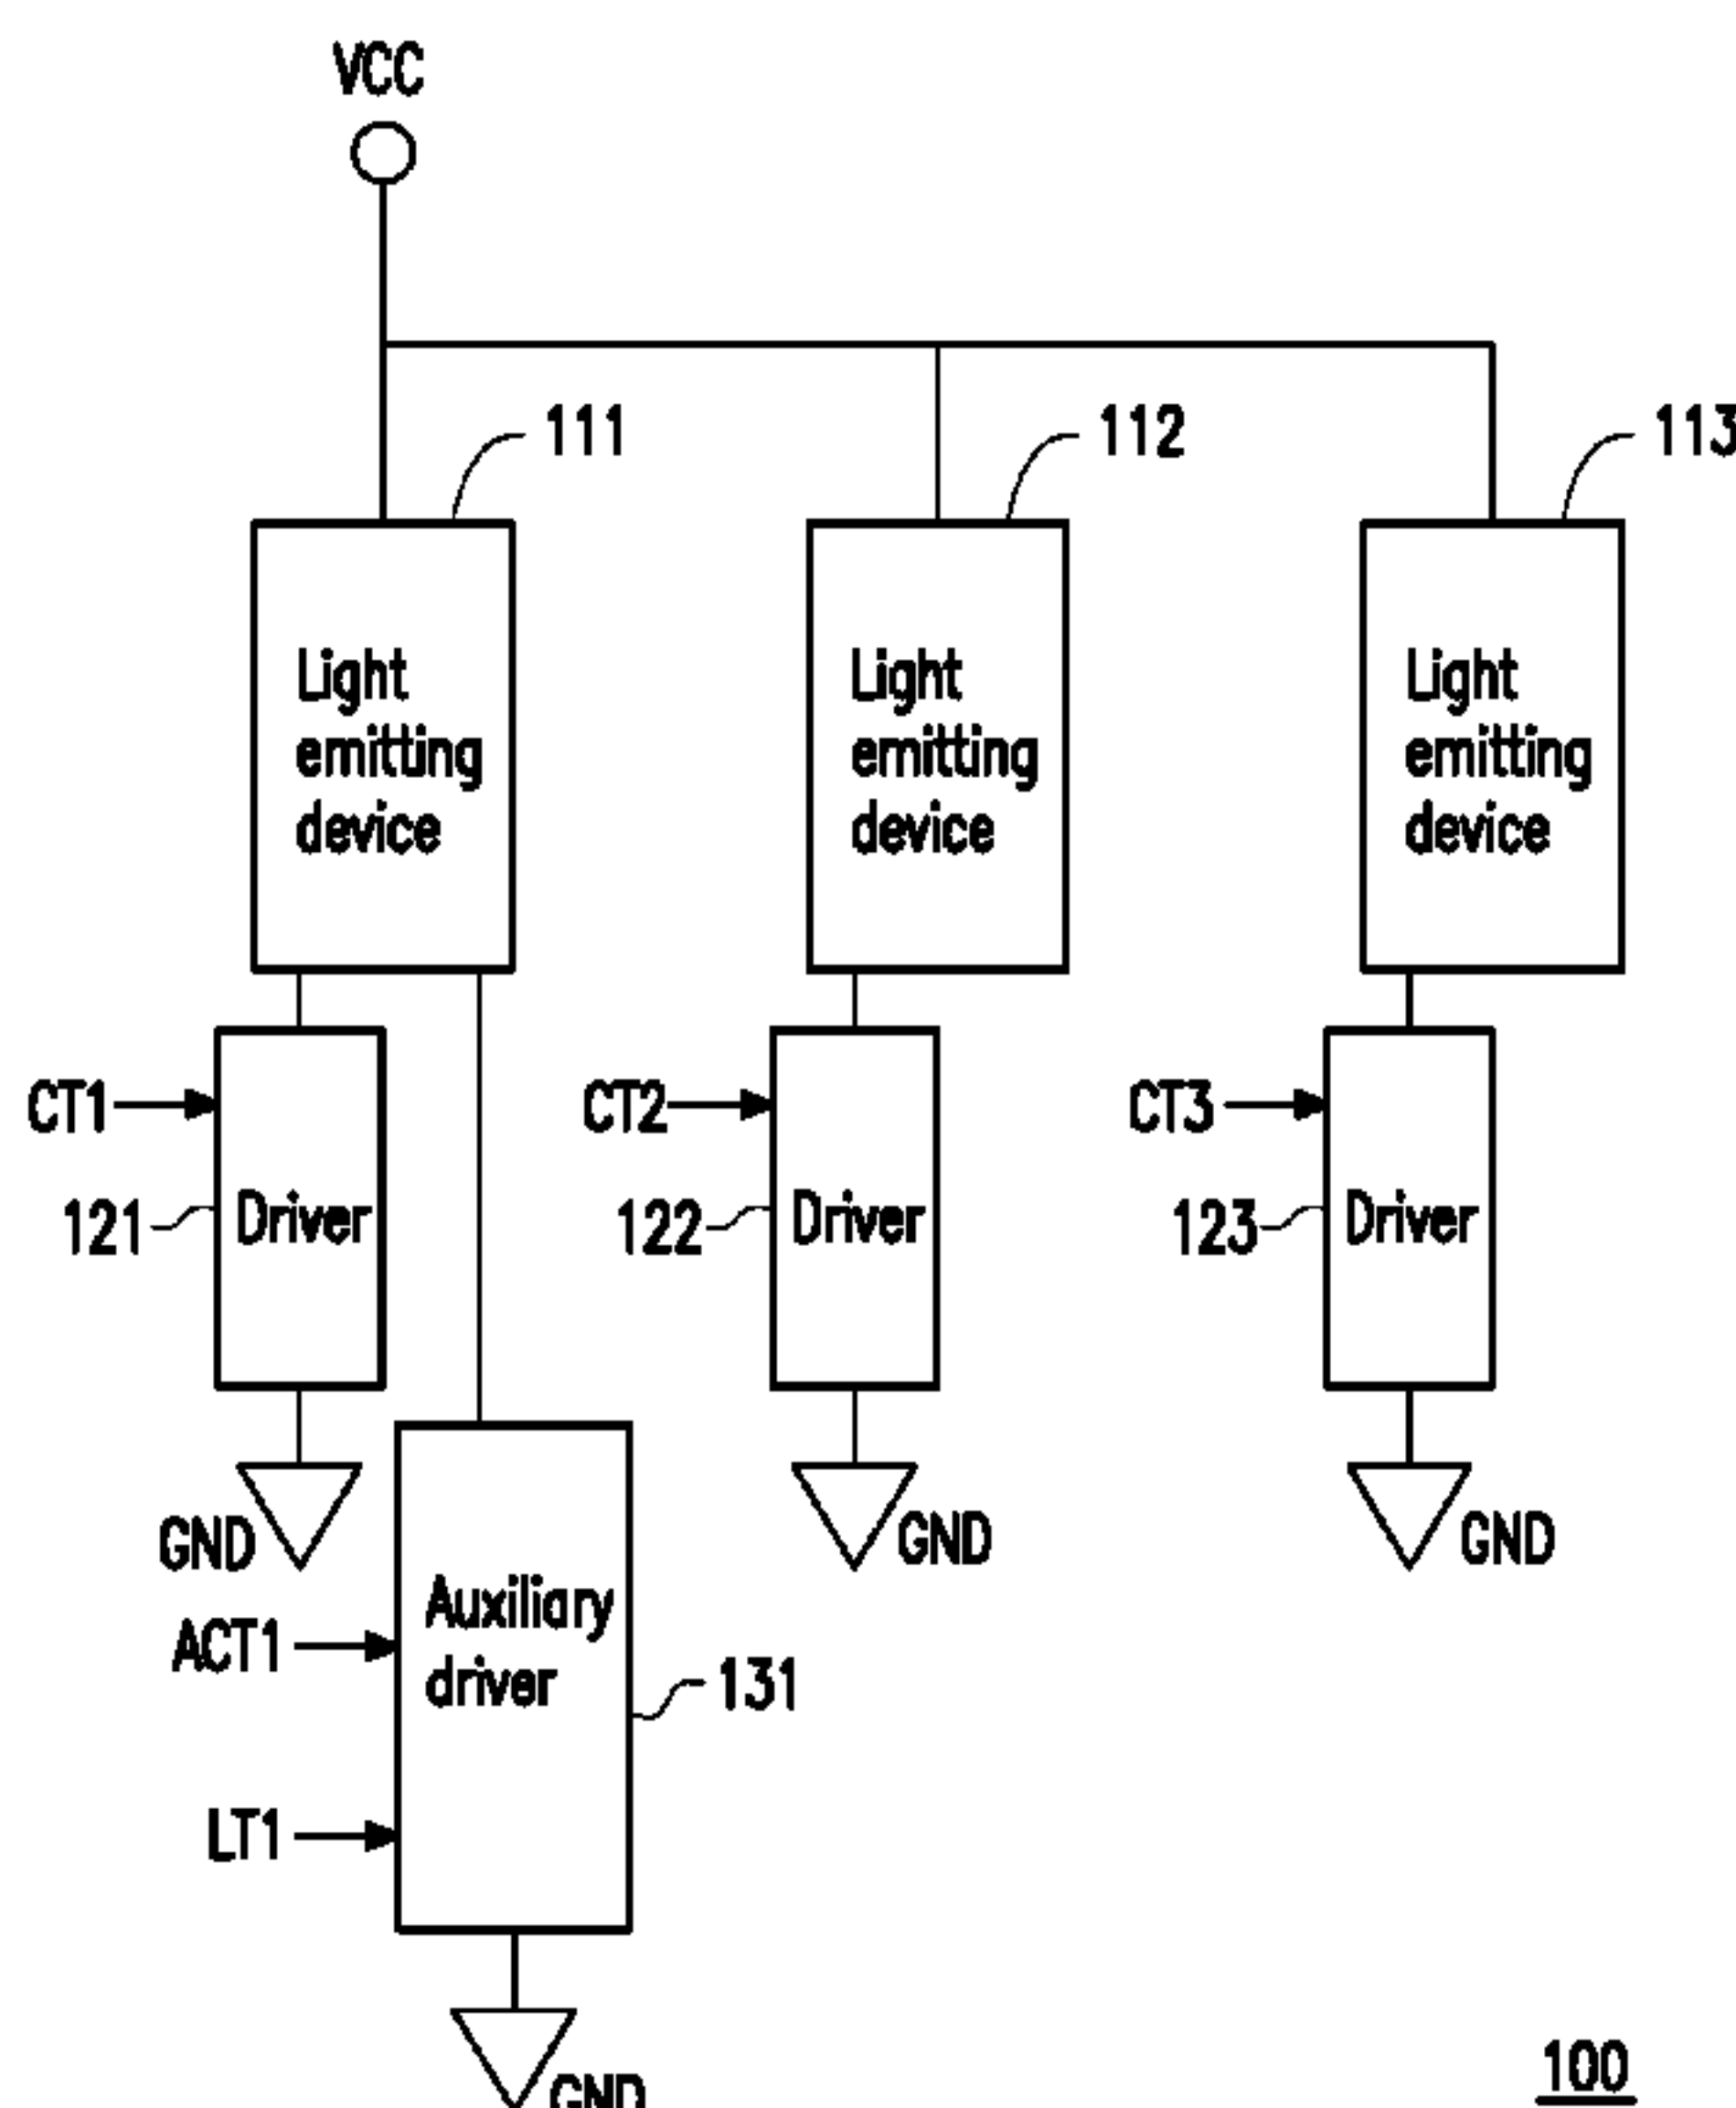 VCC
111
112
113
Light
emitting
device
Light
emitting
device
Light
emitting
device
CT1
CT2
CT3
121
Driver
122
Driver
123
Driver
GND
GND
GND
ACT1
Auxiliary
driver
131
LT1
GND
100